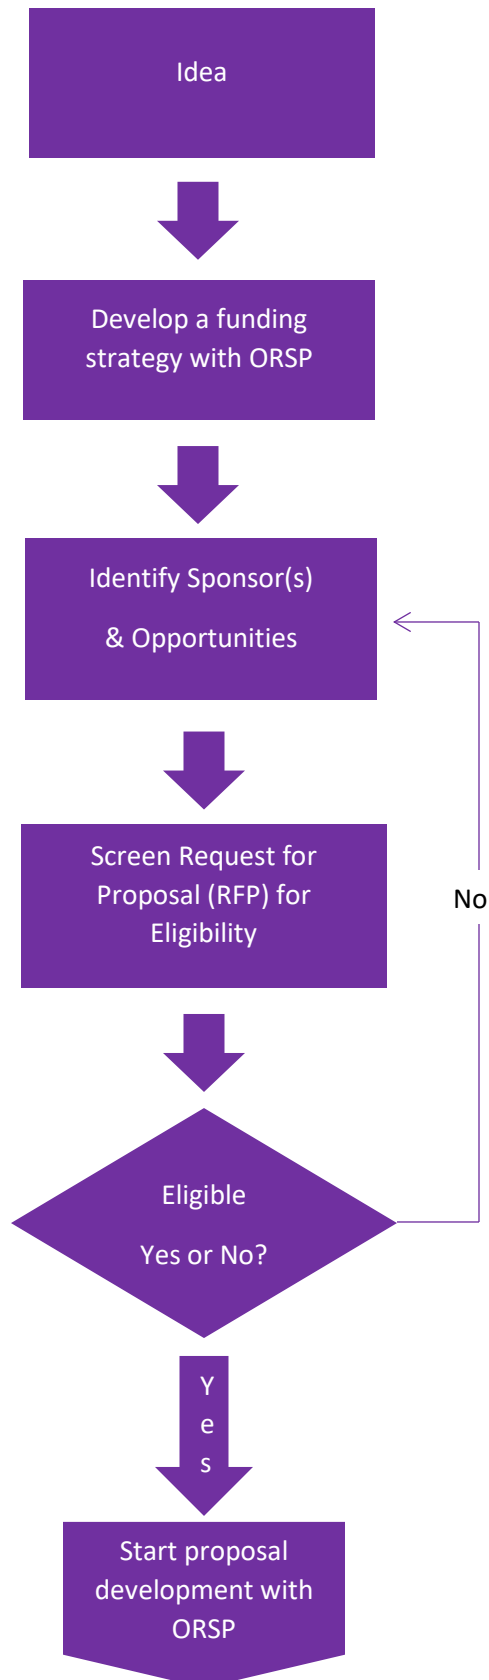 Idea
Develop a funding
strategy with ORSP
Identify Sponsor(s)
& Opportunities
Screen Request for
Proposal (RFP) for
Eligibility
No
Eligible
Yes or No?
Yes
Start proposal
development with
ORSP